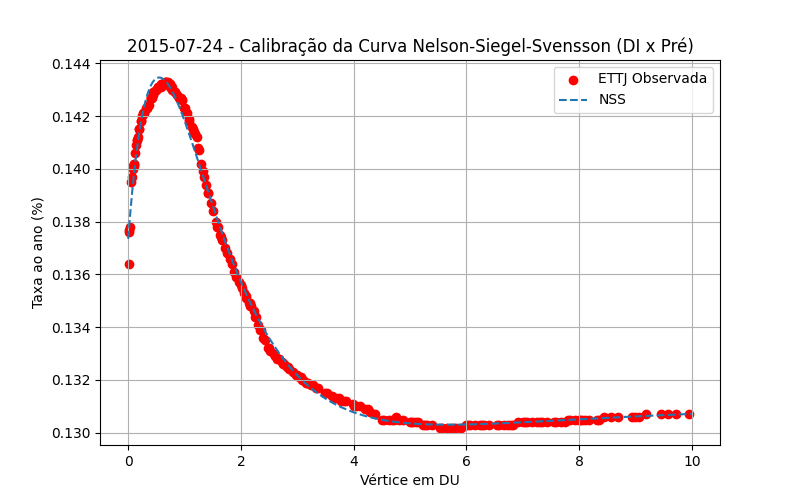 2015-07-24 - Calibração da Curva Nelson-Siegel-Svensson (DI x Pré)
ETTJ Observada
NSS
Taxa ao ano (%)
0.144
0.142
0.140
0.138
0.136
0.134
0.132
0.130
0 2 4 6 8 10
Vértice em DU